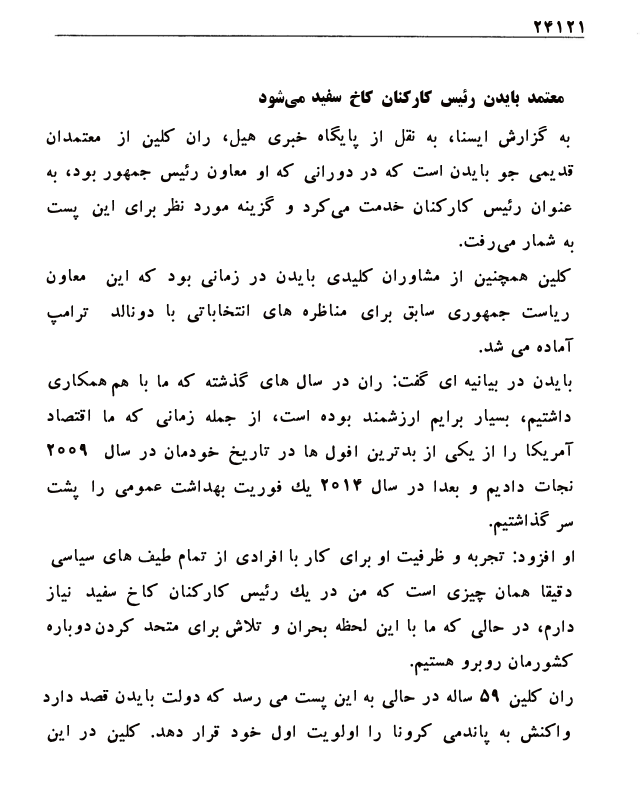 ۲۴۱۲۱
معتمد بایدن رئیس کارکنان کاخ سفید می‌شود
به گزارش ایسنا، به نقل از پایگاه خبری هیل، ران کلین از معتمدان
قدیمی جو بایدن است که در دورانی که او معاون رئیس جمهور بود، به
عنوان رئیس کارکنان خدمت می‌کرد و گزینه مورد نظر برای این پست
به شمار می‌رفت.
کلین همچنین از مشاوران کلیدی بایدن در زمانی بود که این معاون
ریاست جمهوری سابق برای مناظره های انتخاباتی با دونالد ترامپ
آماده می شد.
بایدن در بیانیه ای گفت: ران در سال های گذشته که ما با هم همکاری
داشتیم، بسیار برایم ارزشمند بوده است، از جمله زمانی که ما اقتصاد
آمریکا را از یکی از بدترین افول ها در تاریخ خودمان در سال ۲۰۰۹
نجات دادیم و بعدا در سال ۲۰۱۴ یك فوریت بهداشت عمومی را پشت
سر گذاشتیم.
او افزود: تجربه و ظرفیت او برای کار با افرادی از تمام طیف های سیاسی
دقیقا همان چیزی است که من در یك رئیس کارکنان کاخ سفید نیاز
دارم، در حالی که ما با این لحظه بحران و تلاش برای متحد کردن دوباره
کشورمان روبرو هستیم.
ران کلین ۵۹ ساله در حالی به این پست می رسد که دولت بایدن قصد دارد
واکنش به پاندمی کرونا را اولویت اول خود قرار دهد. کلین در این